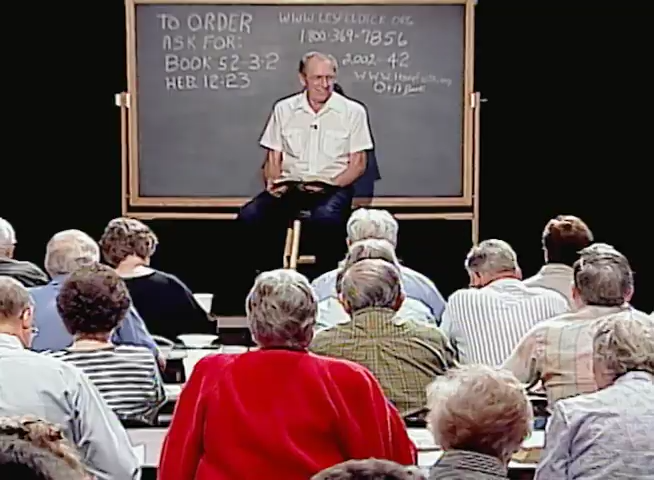 TO ORDER
ASK FOR:
BOOK 52-3-2
HEB. 12:23
WWW.LESFELDICK.ORG
1-800-369-7856
2,002-42
Q+A Book